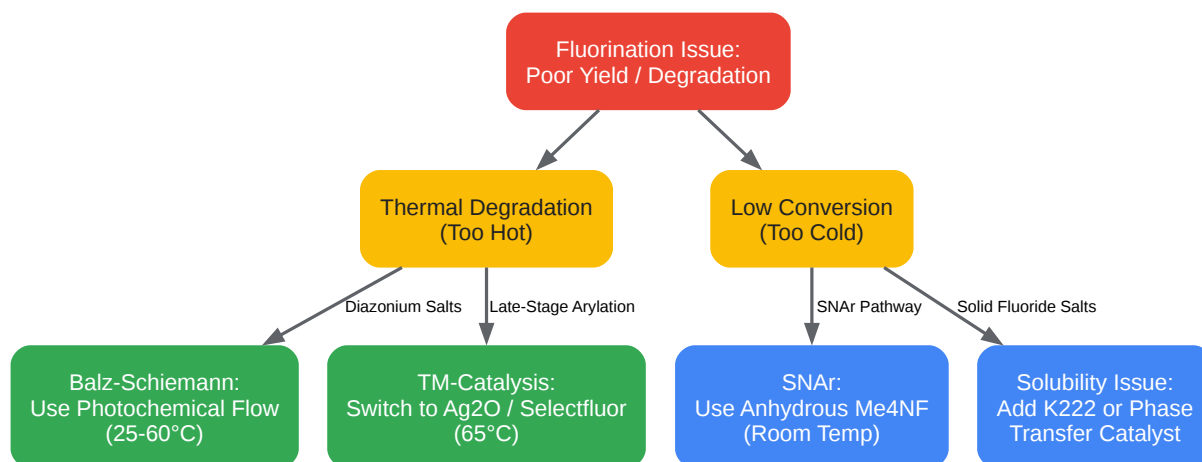 Fluorination Issue:
Poor Yield / Degradation
Thermal Degradation
(Too Hot)
Low Conversion
(Too Cold)
Diazonium Salts
Late-Stage Arylation
SNAr Pathway
Solid Fluoride Salts
Balz-Schiemann:
Use Photochemical Flow
(25-60°C)
TM-Catalysis:
Switch to Ag2O / Selectfluor
(65°C)
SNAr:
Use Anhydrous Me4NF
(Room Temp)
Solubility Issue:
Add K222 or Phase
Transfer Catalyst